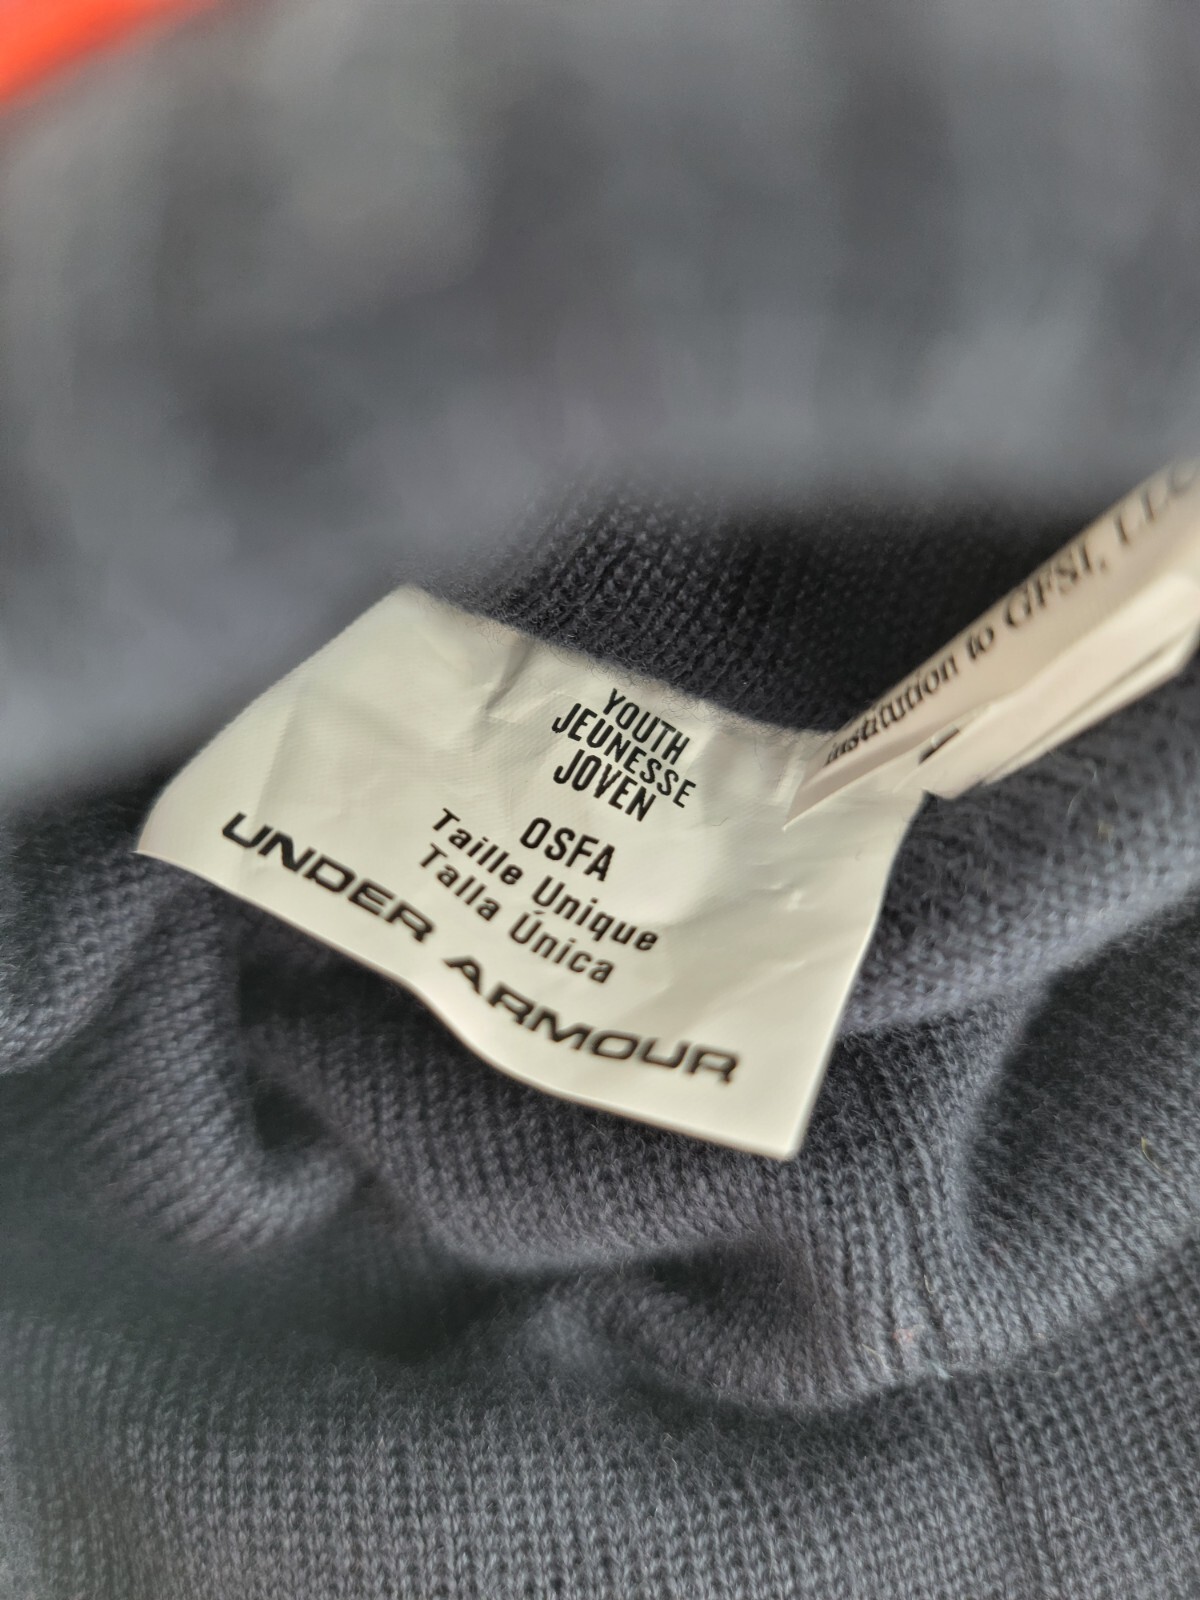 YOUTH
JEUNESSE
JOVEN
OSFA
Taille Unique
Talla Única
UNDER ARMOUR
institution to GFSI, LLC